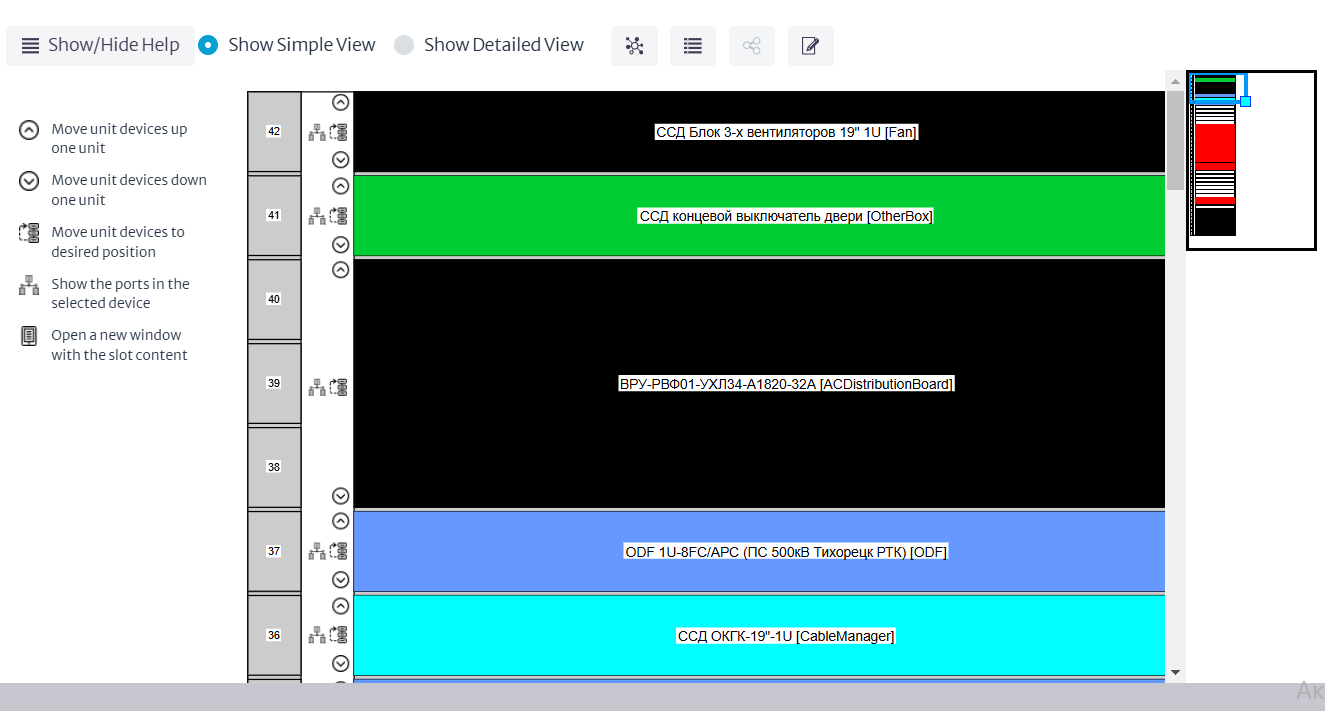 Show/Hide Help
Show Simple View
Show Detailed View
Move unit devices up
one unit
Move unit devices down
one unit
Move unit devices to
desired position
Show the ports in the
selected device
Open a new window
with the slot content
42
ССД Блок 3-х вентиляторов 19" 1U [Fan]
41
ССД концевой выключатель двери [OtherBox]
40
39
ВРУ-РВФ01-УХЛ34-А1820-32А [ACDistributionBoard]
38
37
ODF 1U-8FC/APC (ПС 500кВ Тихорецк РТК) [ODF]
36
ССД ОКГК-19"-1U [CableManager]
Ак